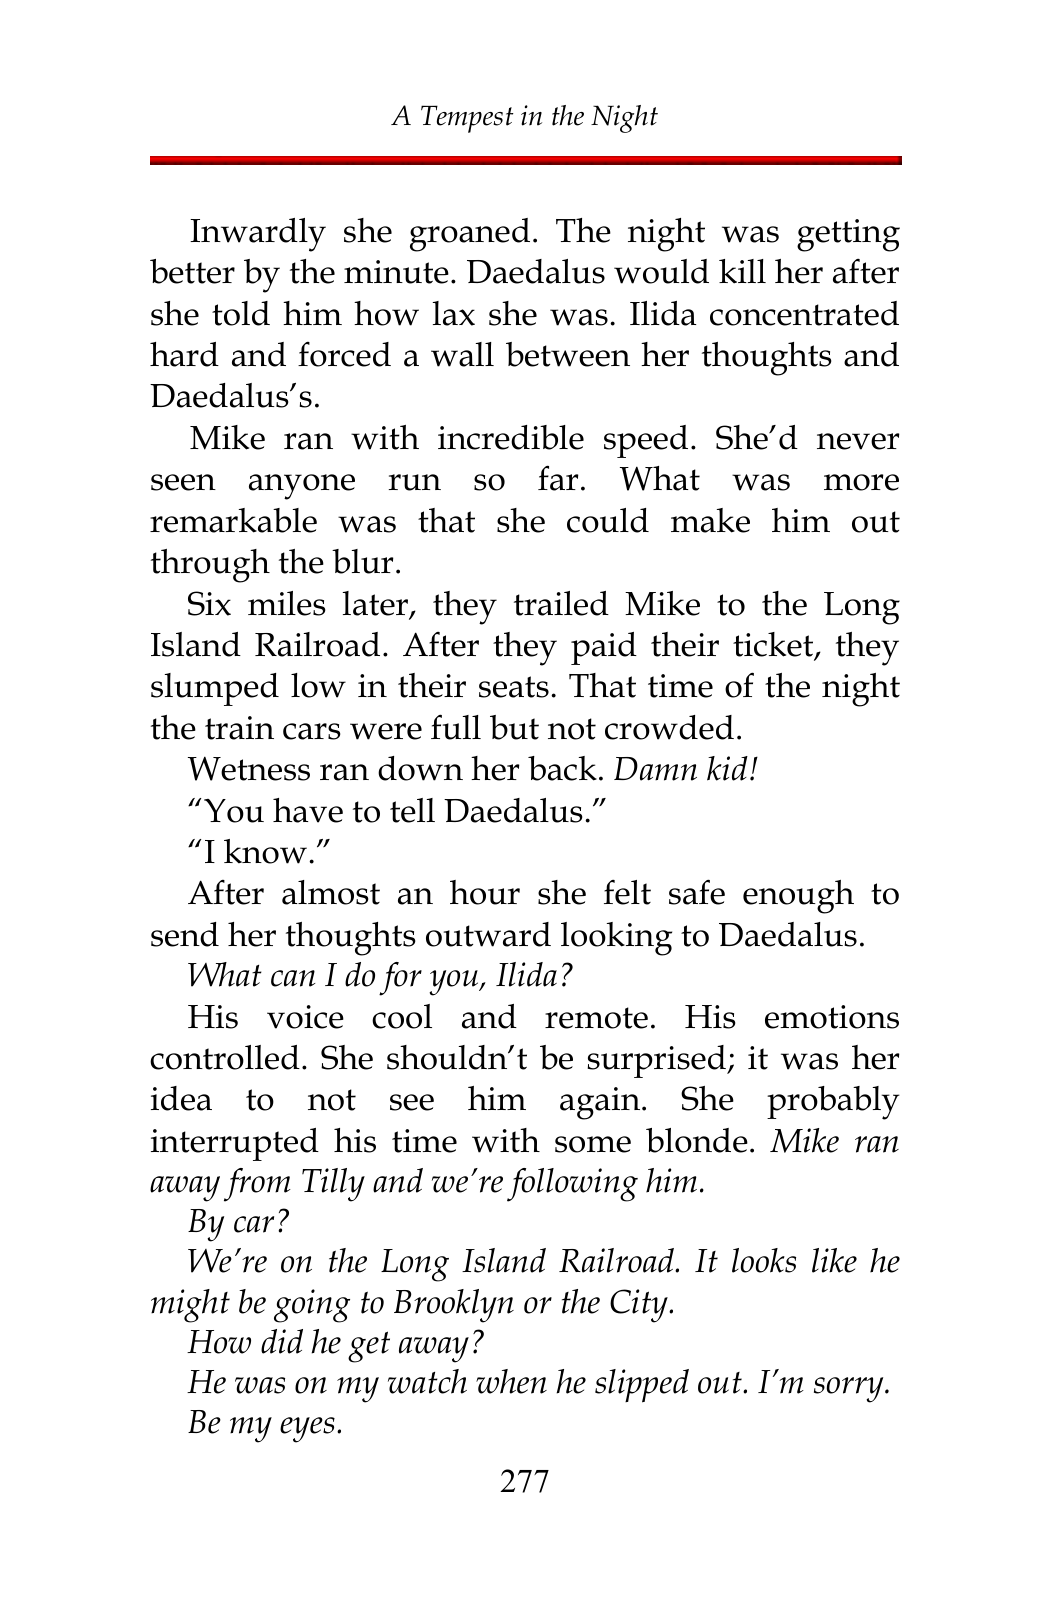 A Tempest in the Night
Inwardly she groaned. The night was getting
better by the minute. Daedalus would kill her after
she told him how lax she was. Ilida concentrated
hard and forced a wall between her thoughts and
Daedalus’s.
Mike ran with incredible speed. She’d never
seen anyone run so far. What was more
remarkable was that she could make him out
through the blur.
Six miles later, they trailed Mike to the Long
Island Railroad. After they paid their ticket, they
slumped low in their seats. That time of the night
the train cars were full but not crowded.
Wetness ran down her back. Damn kid!
“You have to tell Daedalus.”
“I know.”
After almost an hour she felt safe enough to
send her thoughts outward looking to Daedalus.
What can I do for you, Ilida?
His voice cool and remote. His emotions
controlled. She shouldn’t be surprised; it was her
idea to not see him again. She probably
interrupted his time with some blonde. Mike ran
away from Tilly and we’re following him.
By car?
We’re on the Long Island Railroad. It looks like he
might be going to Brooklyn or the City.
How did he get away?
He was on my watch when he slipped out. I’m sorry.
Be my eyes.
277